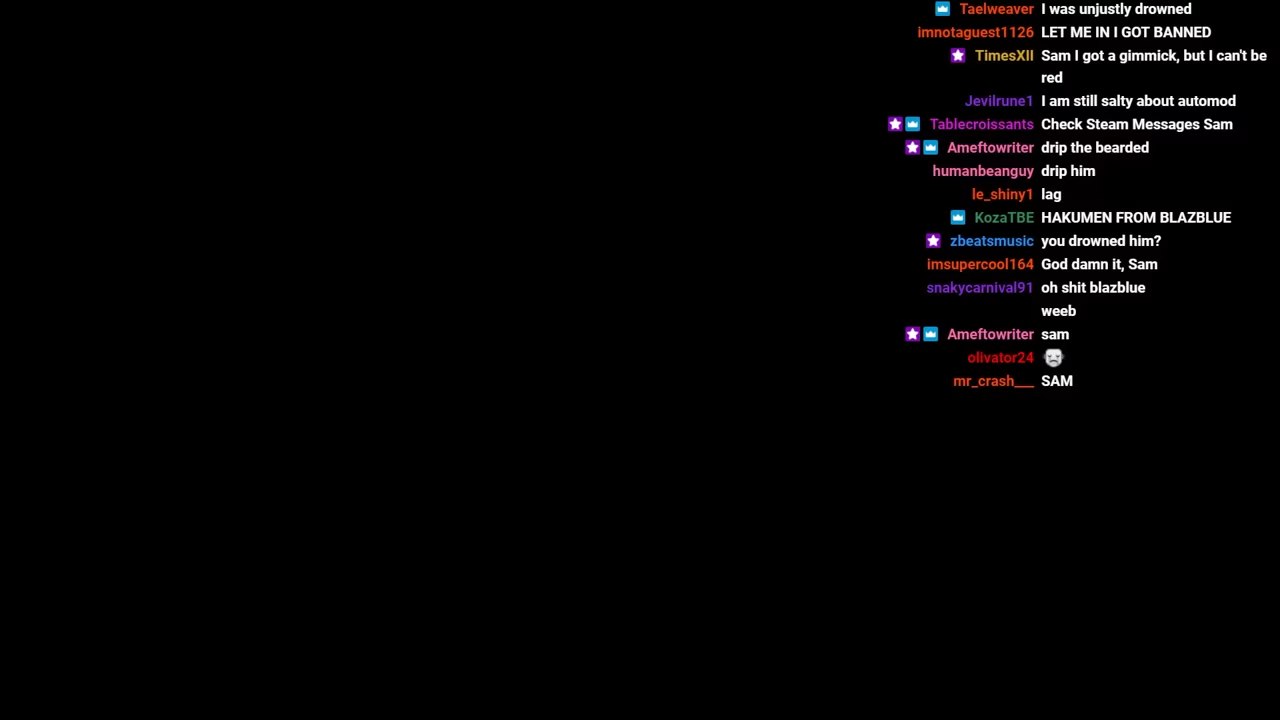 Taelweaver I was unjustly drowned
imnotaguest1126 LET ME IN I GOT BANNED
TimesXII Sam I got a gimmick, but I can't be
red
Jevilrune1 I am still salty about automod
Tablecroissants Check Steam Messages Sam
Ameftowriter drip the bearded
humanbeanguy drip him
le_shiny1 lag
KozaTBE HAKUMEN FROM BLAZBLUE
zbeatsmusic you drowned him?
imsupercool164 God damn it, Sam
snakycarnival91 oh shit blazblue
weeb
Ameftowriter sam
olivator24
mr_crash___ SAM